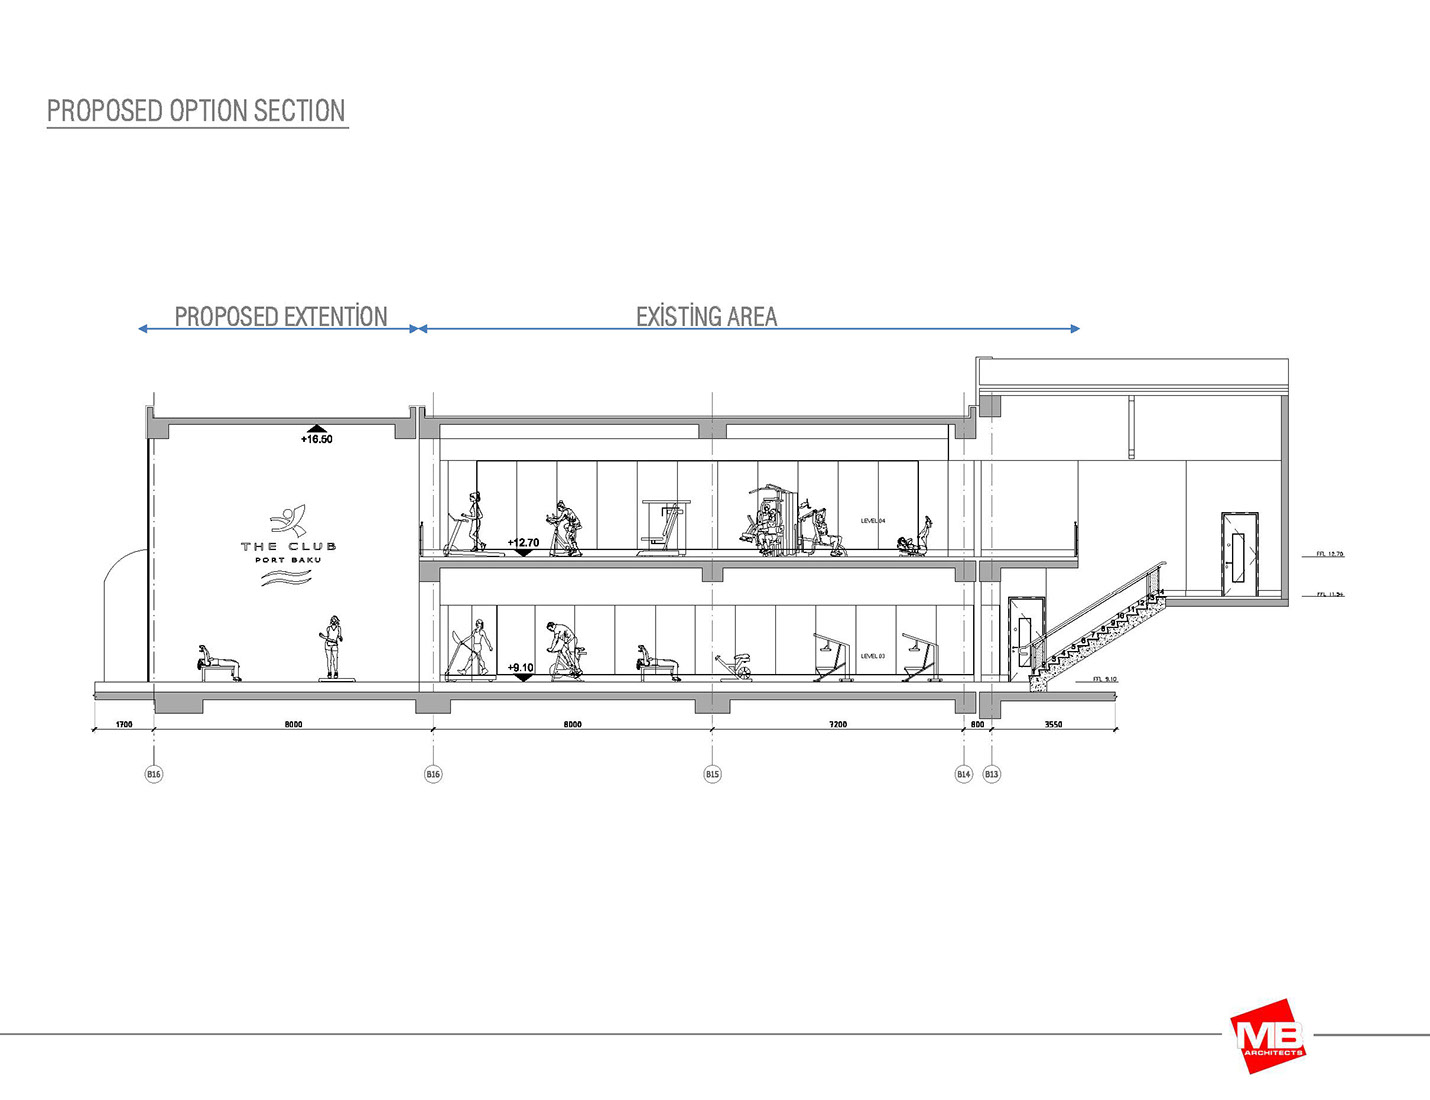 PROPOSED OPTION SECTION
PROPOSED EXTENTİON
EXİSTİNG AREA
+16.50
THE CLUB
PORT BAKU
LEVEL 04
+12.70
FFL 12.70
FFL 11.54
LEVEL 03
+9.10
FFL 9.10
1700
8000
8000
7200
800
3550
B16
B16
B15
B14
B13
MB
ARCHITECTS